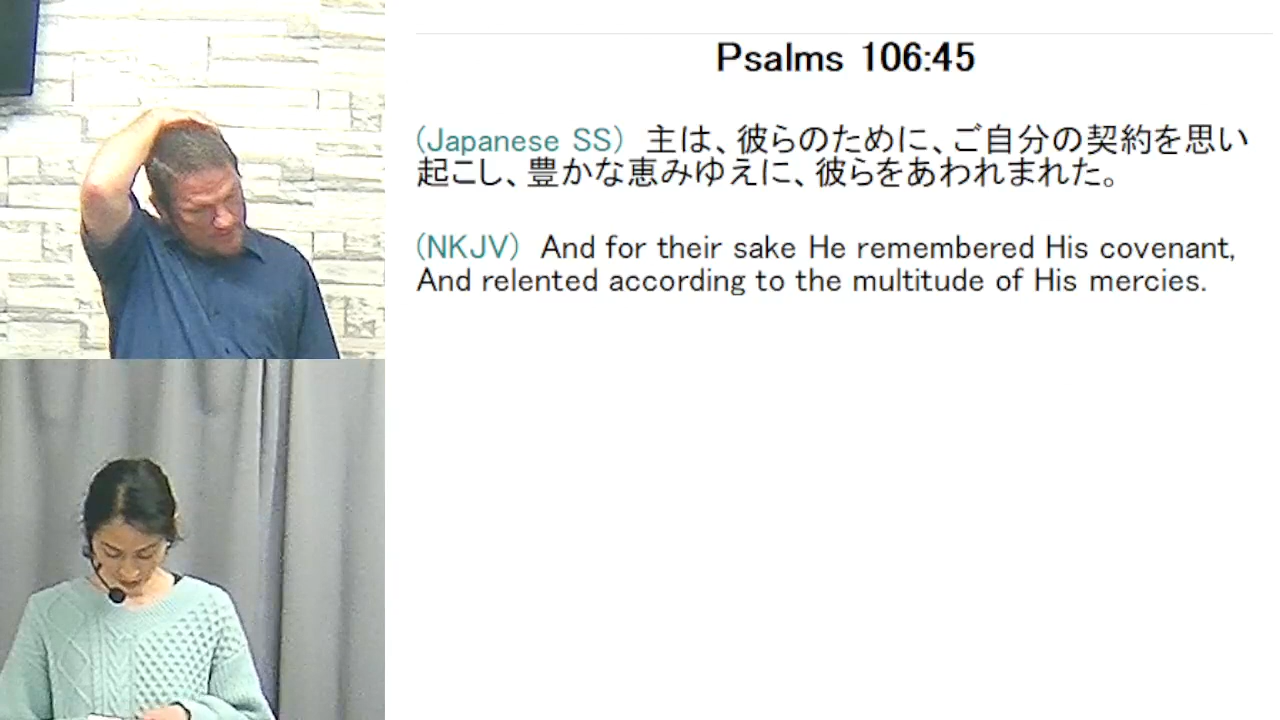 Psalms 106:45
(Japanese SS) 主は、彼らのために、ご自分の契約を思い
起こし、豊かな恵みゆえに、彼らをあわれまれた。
(NKJV) And for their sake He remembered His covenant,
And relented according to the multitude of His mercies.